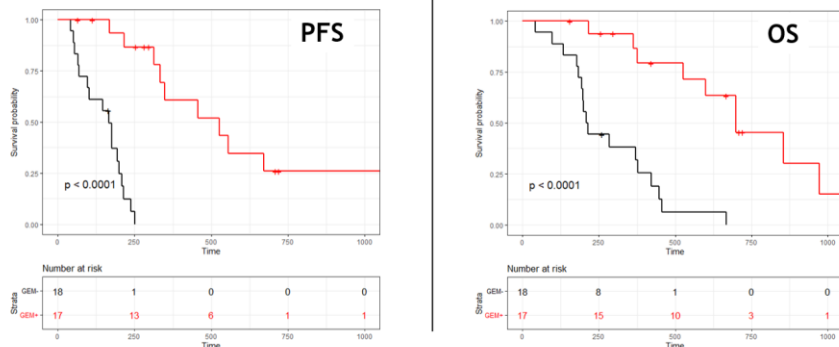 PFS
1.00
0.75
0.50
0.25
0.00
Survival probability
p < 0.0001
0 250 500 750 1000
Time
Number at risk
Strata
GEM- 18 1 0 0 0
GEM+ 17 13 6 1 1
0 250 500 750 1000
Time
OS
1.00
0.75
0.50
0.25
0.00
Survival probability
p < 0.0001
0 250 500 750 1000
Time
Number at risk
Strata
GEM- 18 8 1 0 0
GEM+ 17 15 10 3 1
0 250 500 750 1000
Time